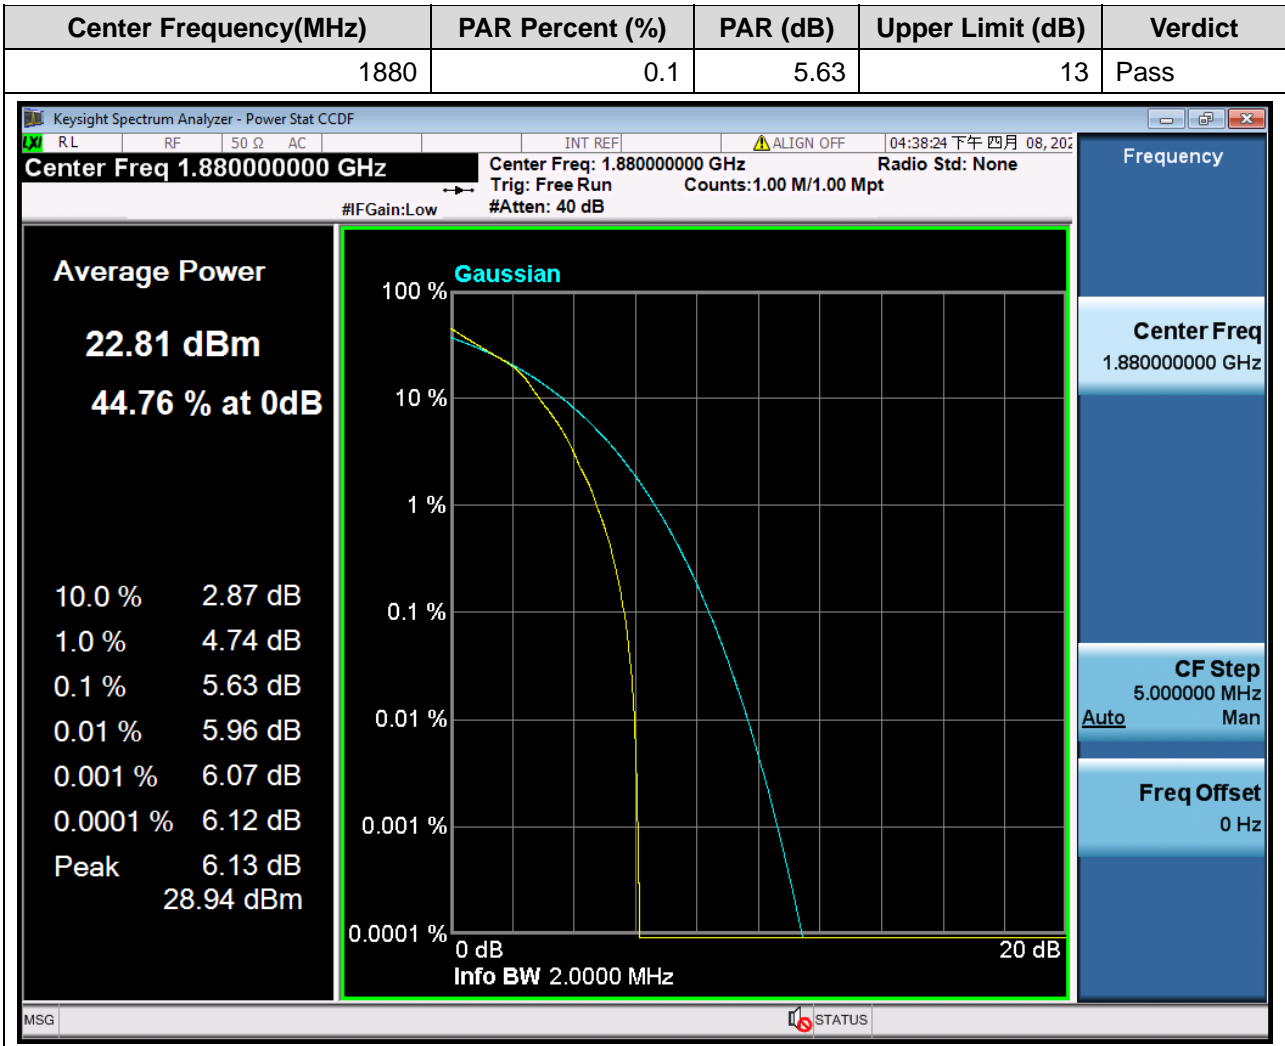 Center Frequency(MHz) PAR Percent (%) PAR (dB) Upper Limit (dB) Verdict
1880 0.1 5.63 13 Pass
Keysight Spectrum Analyzer - Power Stat CCDF
LXI RL RF 50 Ω AC INT REF ALIGN OFF 04:38:24 下午 四月 08, 202
Center Freq 1.880000000 GHz
Center Freq: 1.880000000 GHz Radio Std: None
Trig: Free Run Counts:1.00 M/1.00 Mpt
#IFGain:Low #Atten: 40 dB
Average Power
22.81 dBm
44.76 % at 0dB
10.0 % 2.87 dB
1.0 % 4.74 dB
0.1 % 5.63 dB
0.01 % 5.96 dB
0.001 % 6.07 dB
0.0001 % 6.12 dB
Peak 6.13 dB
28.94 dBm
Gaussian
100 %
10 %
1 %
0.1 %
0.01 %
0.001 %
0.0001 %
0 dB 20 dB
Info BW 2.0000 MHz
Frequency
Center Freq
1.880000000 GHz
CF Step
5.000000 MHz
Auto Man
Freq Offset
0 Hz
MSG STATUS